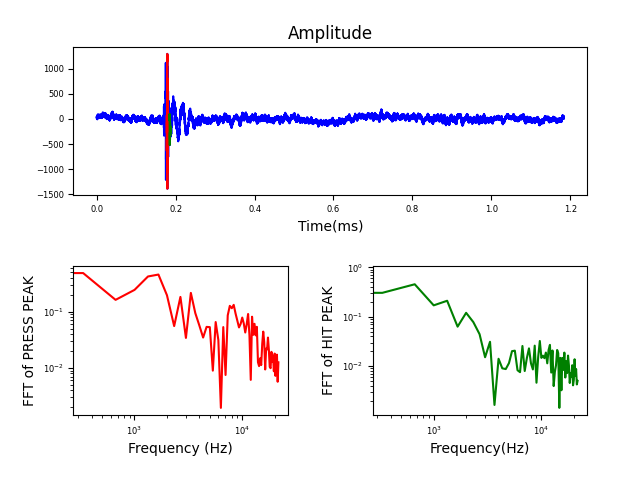 Amplitude
1000
500
0
−500
−1000
−1500
0.0 0.2 0.4 0.6 0.8 1.0 1.2
Time(ms)
FFT of PRESS PEAK
10⁻¹
10⁻²
10³ 10⁴
Frequency (Hz)
FFT of HIT PEAK
10⁰
10⁻¹
10⁻²
10³ 10⁴
Frequency(Hz)